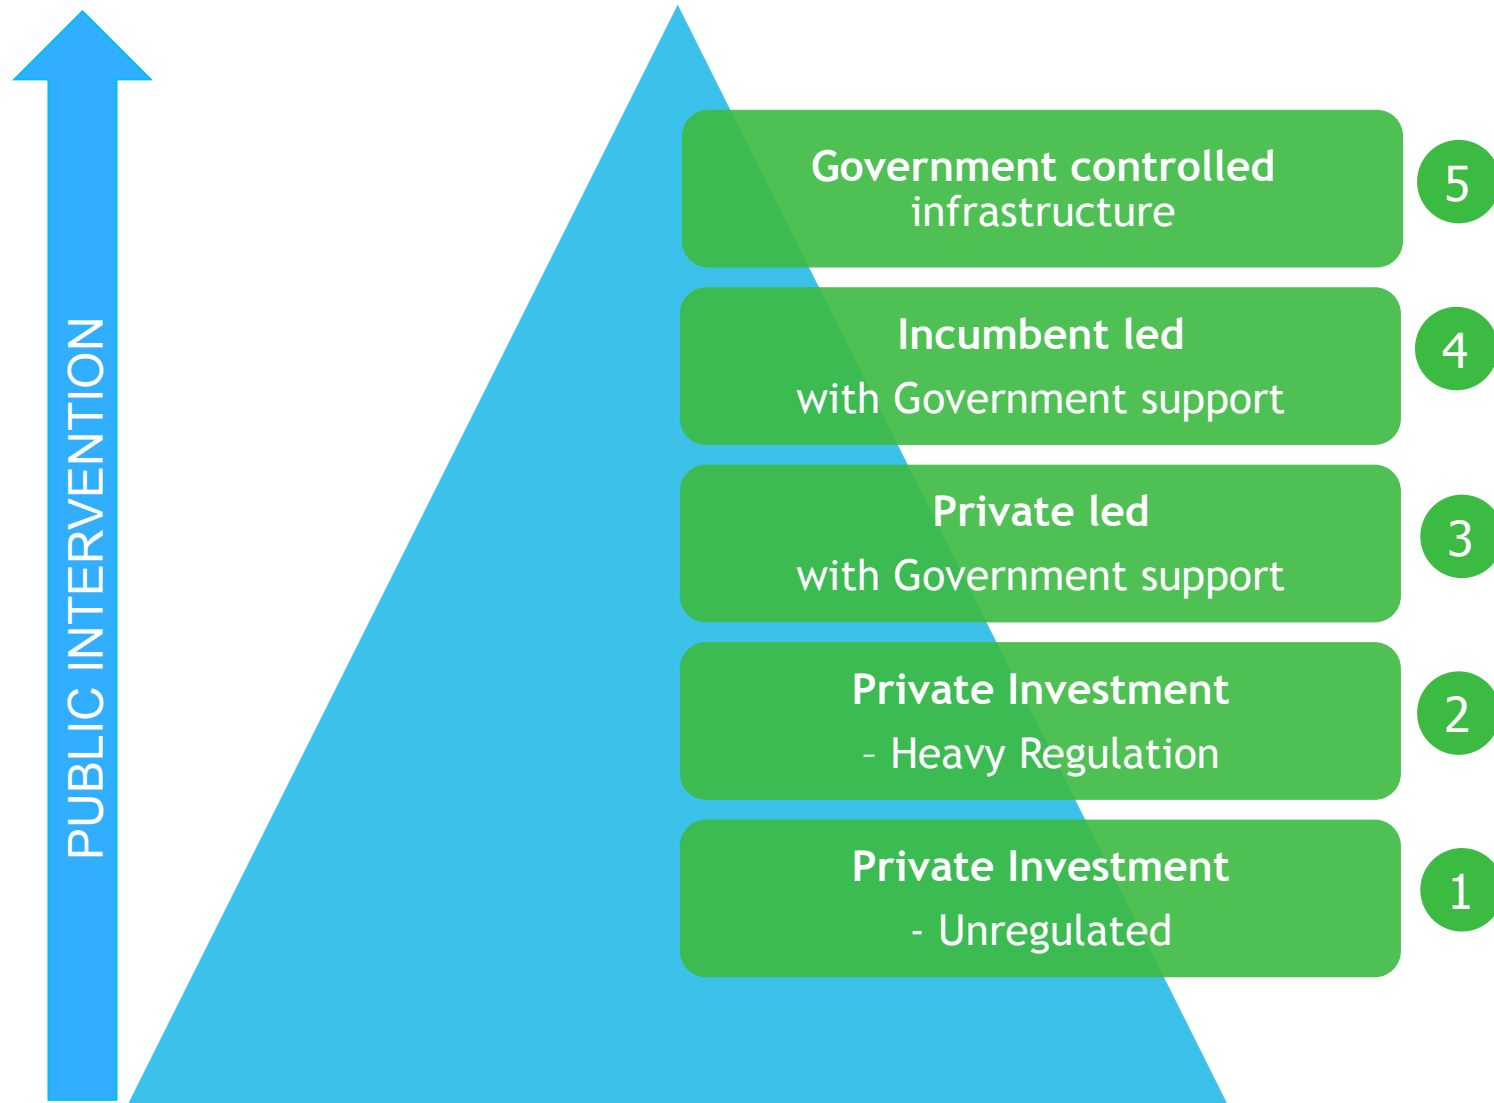 PUBLIC INTERVENTION
Government controlled
infrastructure
5
Incumbent led
with Government support
4
Private led
with Government support
3
Private Investment
– Heavy Regulation
2
Private Investment
- Unregulated
1